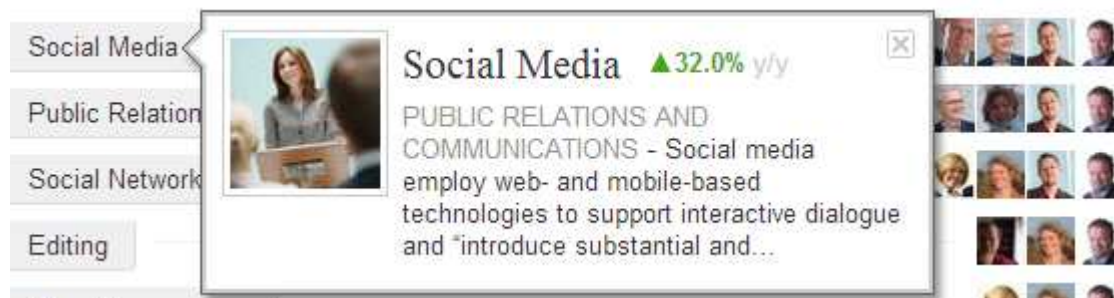 Social Media
Public Relation
Social Network
Editing
Social Media ▲32.0% y/y
PUBLIC RELATIONS AND
COMMUNICATIONS - Social media
employ web- and mobile-based
technologies to support interactive dialogue
and “introduce substantial and...